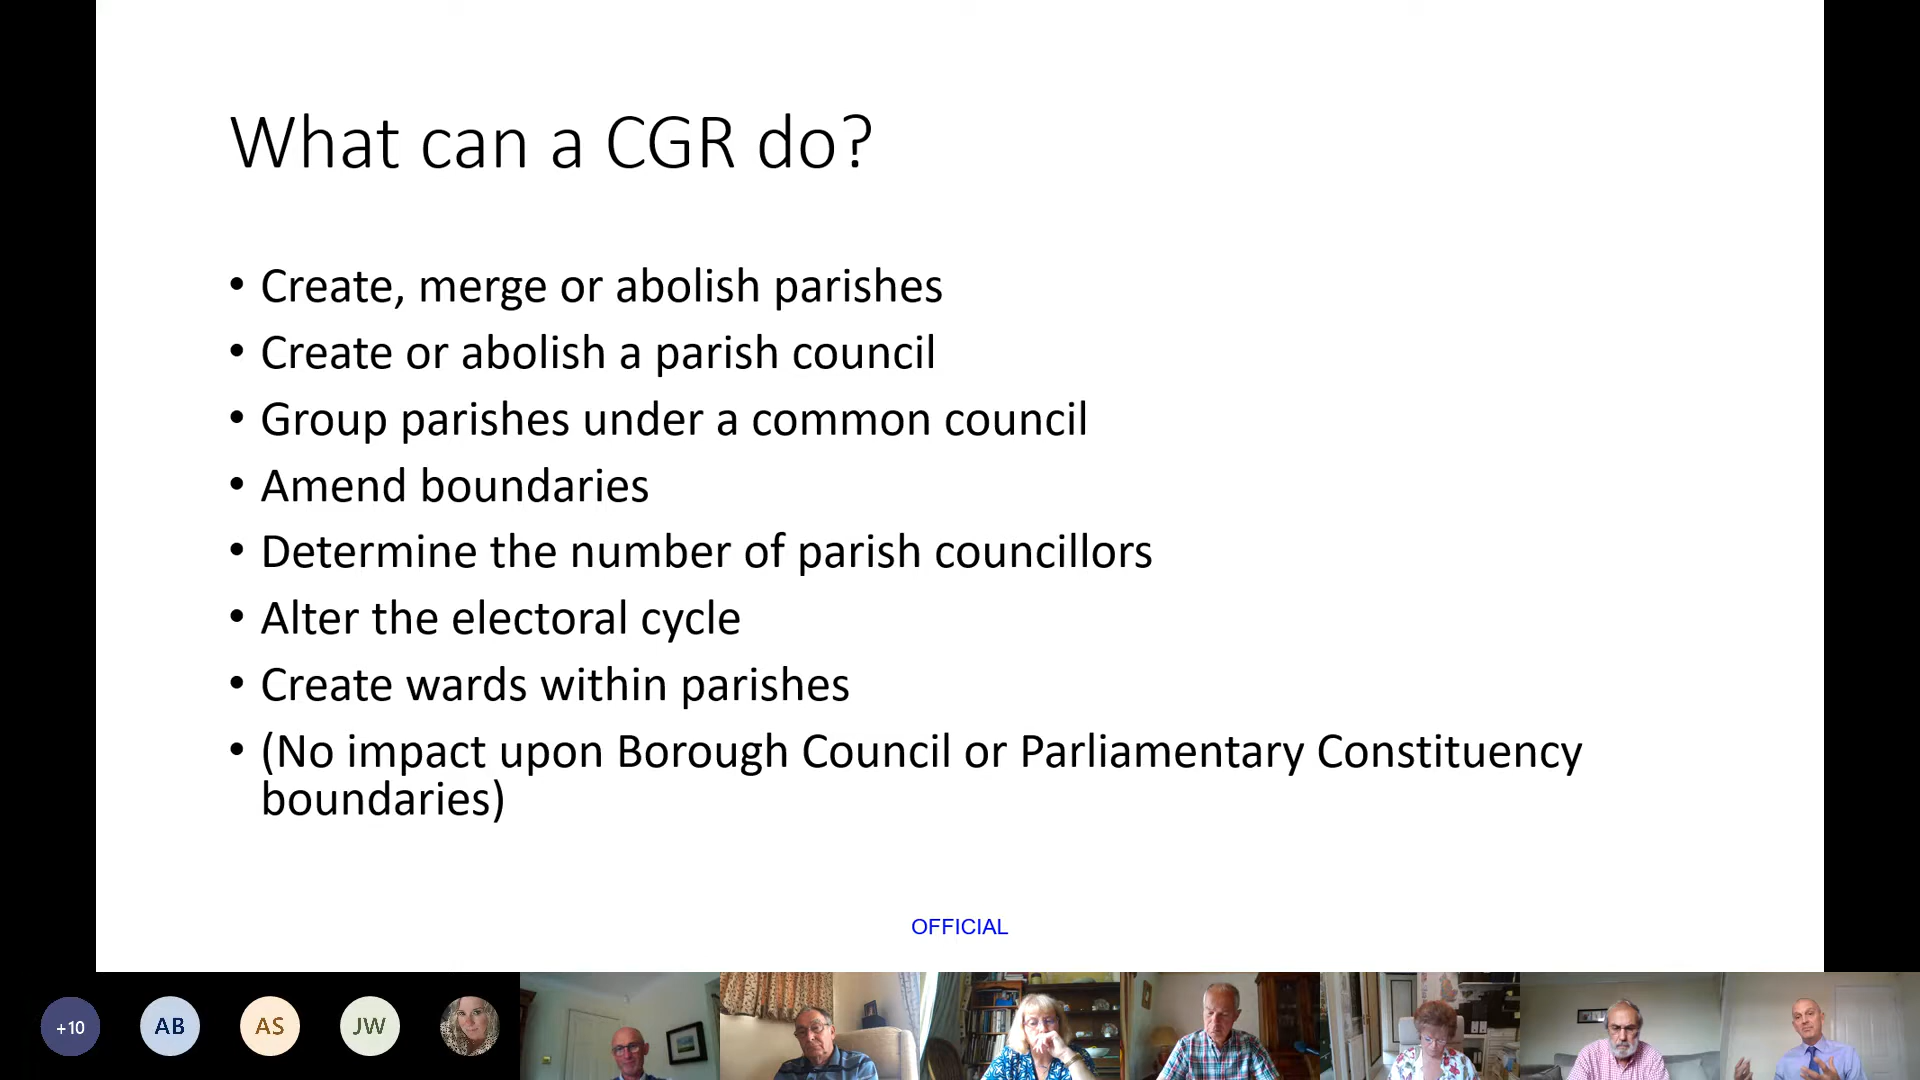 What can a CGR do?
• Create, merge or abolish parishes
• Create or abolish a parish council
• Group parishes under a common council
• Amend boundaries
• Determine the number of parish councillors
• Alter the electoral cycle
• Create wards within parishes
• (No impact upon Borough Council or Parliamentary Constituency
boundaries)
OFFICIAL
+10 AB AS JW